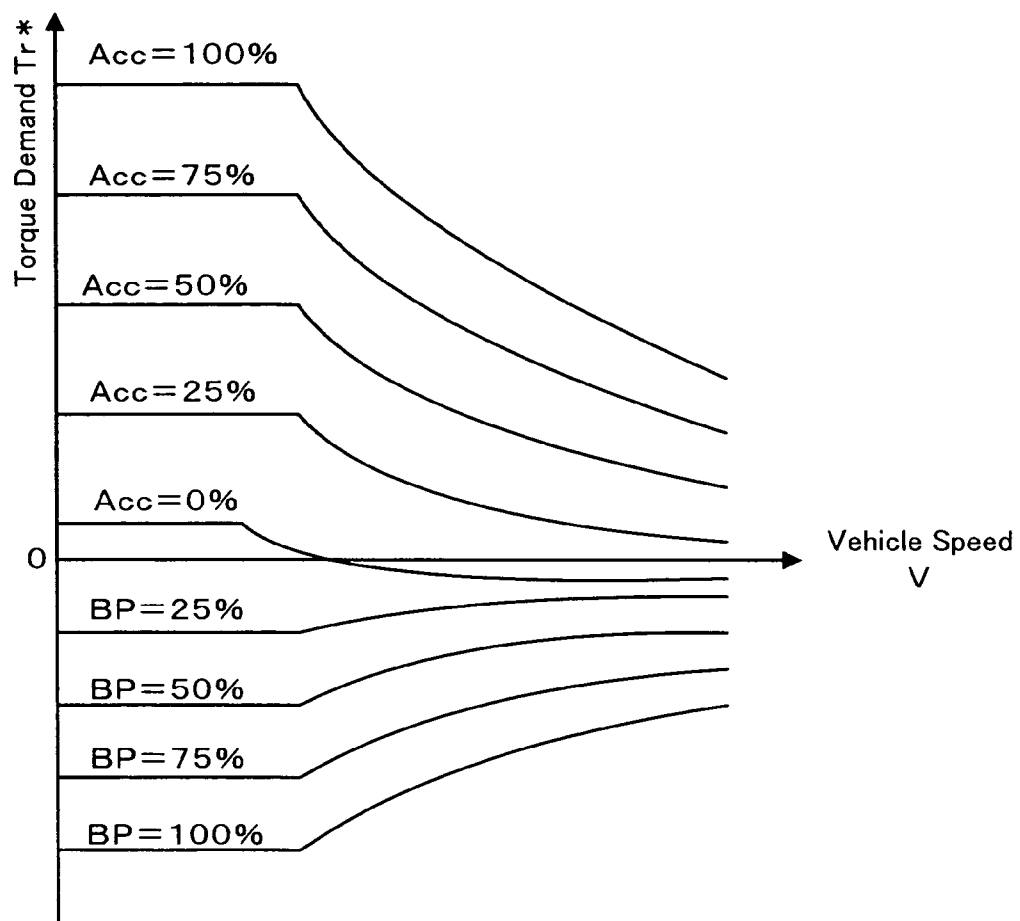 Torque Demand Tr*
Acc=100%
Acc=75%
Acc=50%
Acc=25%
Acc=0%
0
Vehicle Speed
V
BP=25%
BP=50%
BP=75%
BP=100%